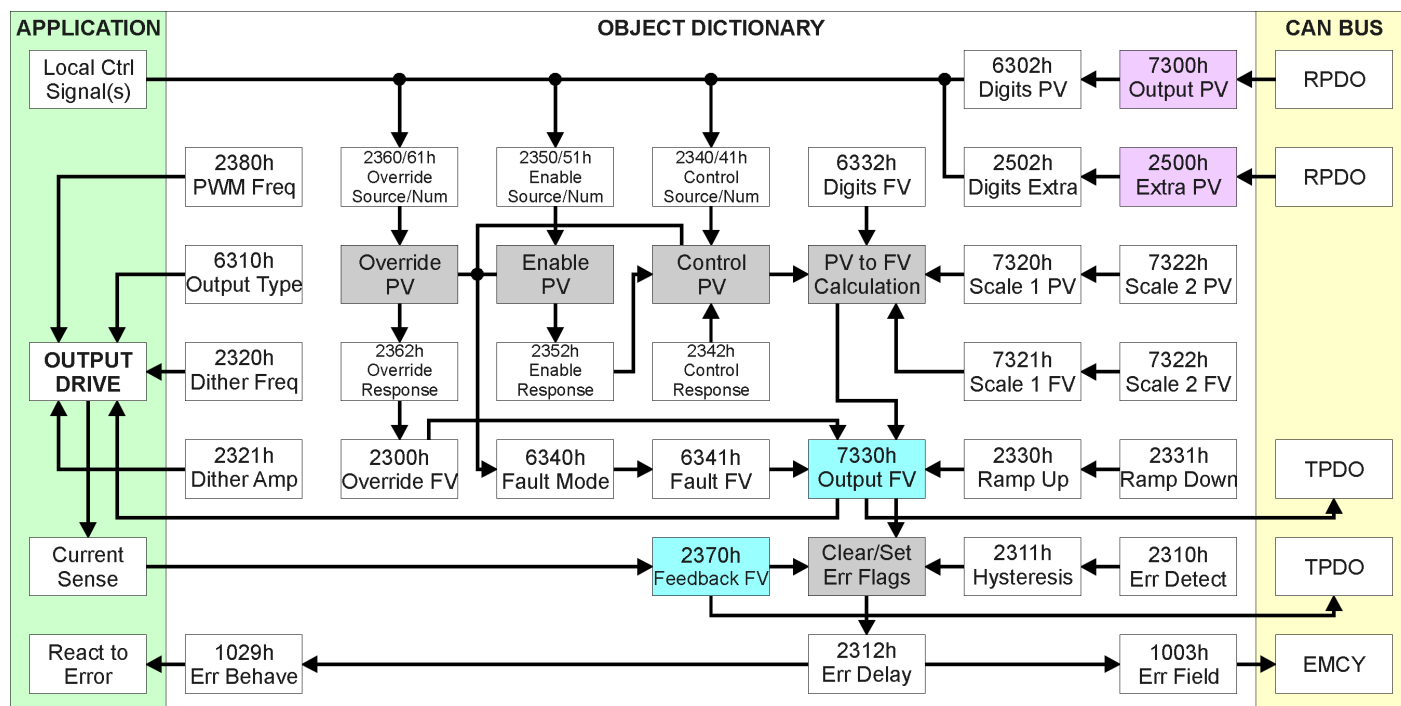 APPLICATION
OBJECT DICTIONARY
CAN BUS
Local Ctrl
Signal(s)
6302h
Digits PV
7300h
Output PV
RPDO
2380h
PWM Freq
2360/61h
Override
Source/Num
2350/51h
Enable
Source/Num
2340/41h
Control
Source/Num
6332h
Digits FV
2502h
Digits Extra
2500h
Extra PV
RPDO
6310h
Output Type
Override
PV
Enable
PV
Control
PV
PV to FV
Calculation
7320h
Scale 1 PV
7322h
Scale 2 PV
OUTPUT
DRIVE
2320h
Dither Freq
2362h
Override
Response
2352h
Enable
Response
2342h
Control
Response
7321h
Scale 1 FV
7322h
Scale 2 FV
2321h
Dither Amp
2300h
Override FV
6340h
Fault Mode
6341h
Fault FV
7330h
Output FV
2330h
Ramp Up
2331h
Ramp Down
TPDO
Current
Sense
2370h
Feedback FV
Clear/Set
Err Flags
2311h
Hysteresis
2310h
Err Detect
TPDO
React to
Error
1029h
Err Behave
2312h
Err Delay
1003h
Err Field
EMCY